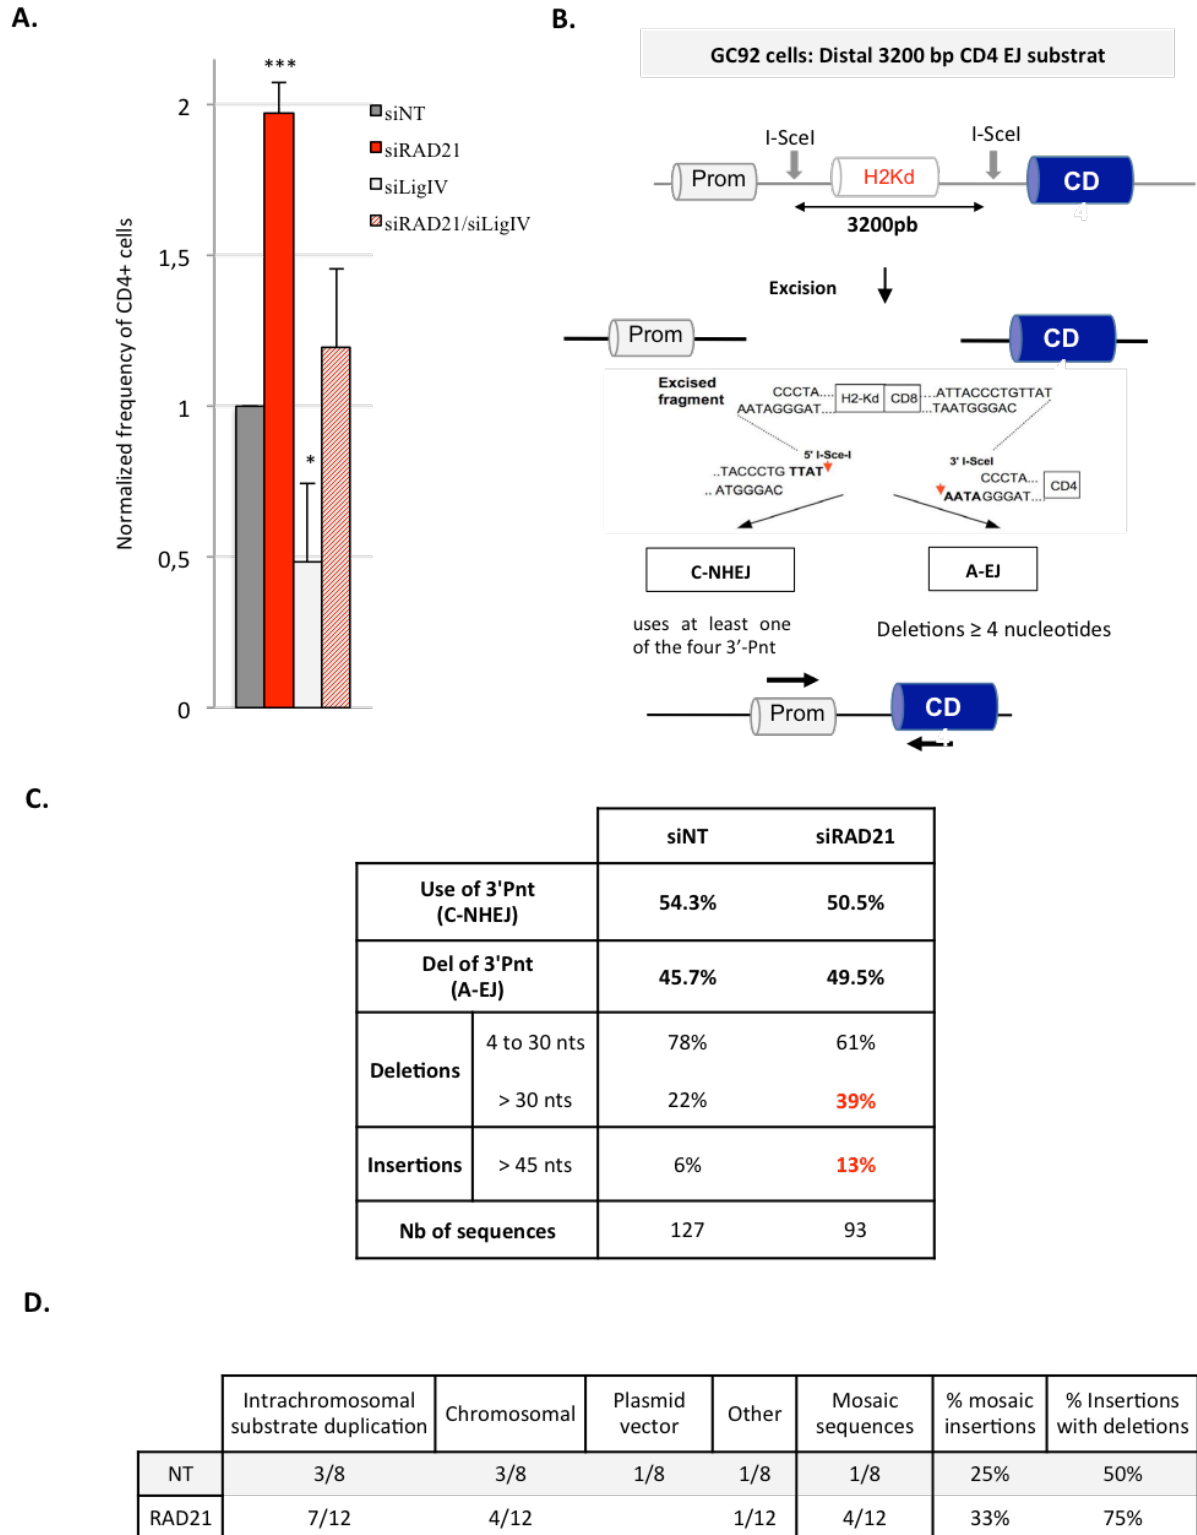 A.
Normalized frequency of CD4+ cells
2
1,5
1
0,5
0
***
*
siNT
siRAD21
siLigIV
siRAD21/siLigIV
B.
GC92 cells: Distal 3200 bp CD4 EJ substrat
I-SceI
I-SceI
Prom
H2Kd
CD
4
3200pb
Excision
Prom
CD
4
Excised
fragment
CCCTA.... H2-Kd CD8 ....ATTACCCTGTTAT
AATAGGGAT.... ....TAATGGGAC
5' I-Sce-I
..TACCCTG TTAT
.. ATGGGAC
3' I-SceI
CCCTA...
AATAGGGAT....
CD4
C-NHEJ
A-EJ
uses at least one
of the four 3'-Pnt
Deletions ≥ 4 nucleotides
Prom
CD
4
C.
siNT siRAD21
Use of 3'Pnt
(C-NHEJ)
54.3% 50.5%
Del of 3'Pnt
(A-EJ)
45.7% 49.5%
Deletions
4 to 30 nts 78% 61%
> 30 nts 22% 39%
Insertions > 45 nts 6% 13%
Nb of sequences 127 93
D.
Intrachromosomal
substrate duplication
Chromosomal
Plasmid
vector
Other
Mosaic
sequences
% mosaic
insertions
% Insertions
with deletions
NT 3/8 3/8 1/8 1/8 1/8 25% 50%
RAD21 7/12 4/12 1/12 4/12 33% 75%